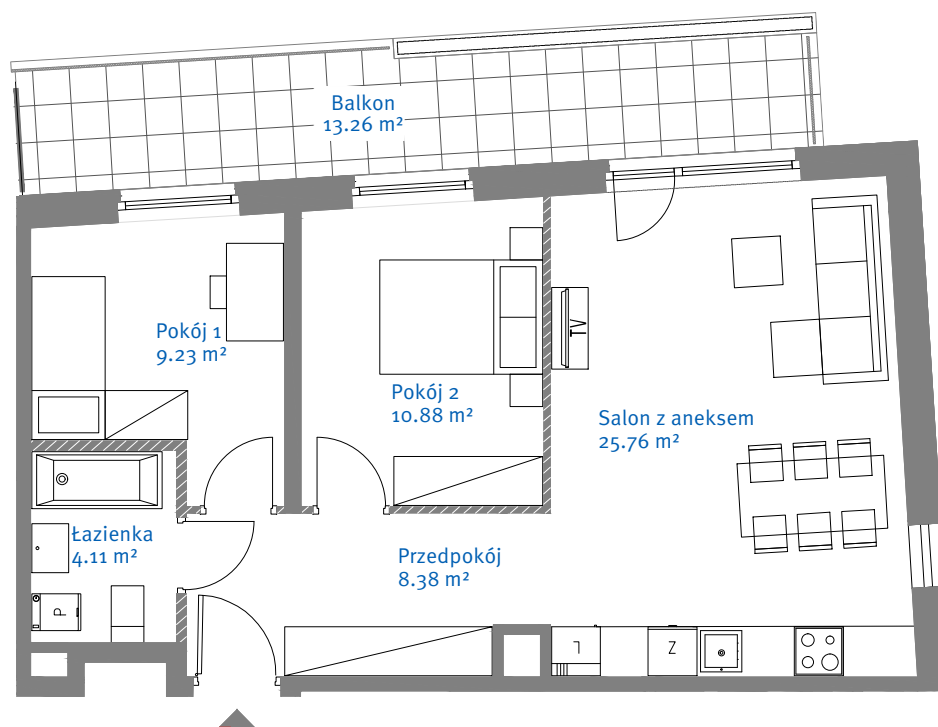 Balkon
13.26 m²
Pokój 1
9.23 m²
Pokój 2
10.88 m²
TV
Salon z aneksem
25.76 m²
Łazienka
4.11 m²
Przedpokój
8.38 m²
P
L
Z